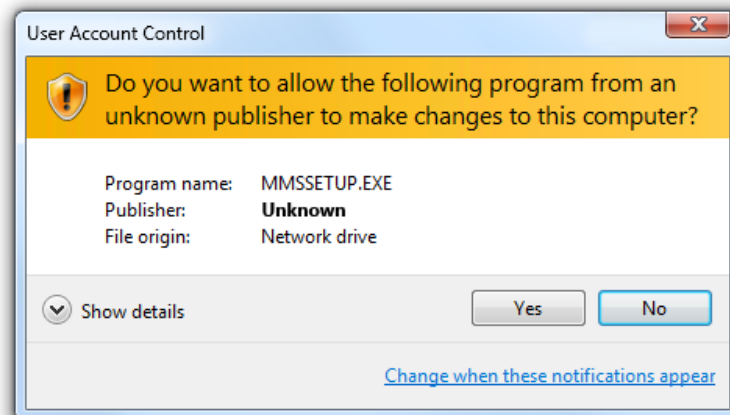 User Account Control
Do you want to allow the following program from an
unknown publisher to make changes to this computer?
Program name: MMSSETUP.EXE
Publisher: Unknown
File origin: Network drive
Show details
Yes No
Change when these notifications appear